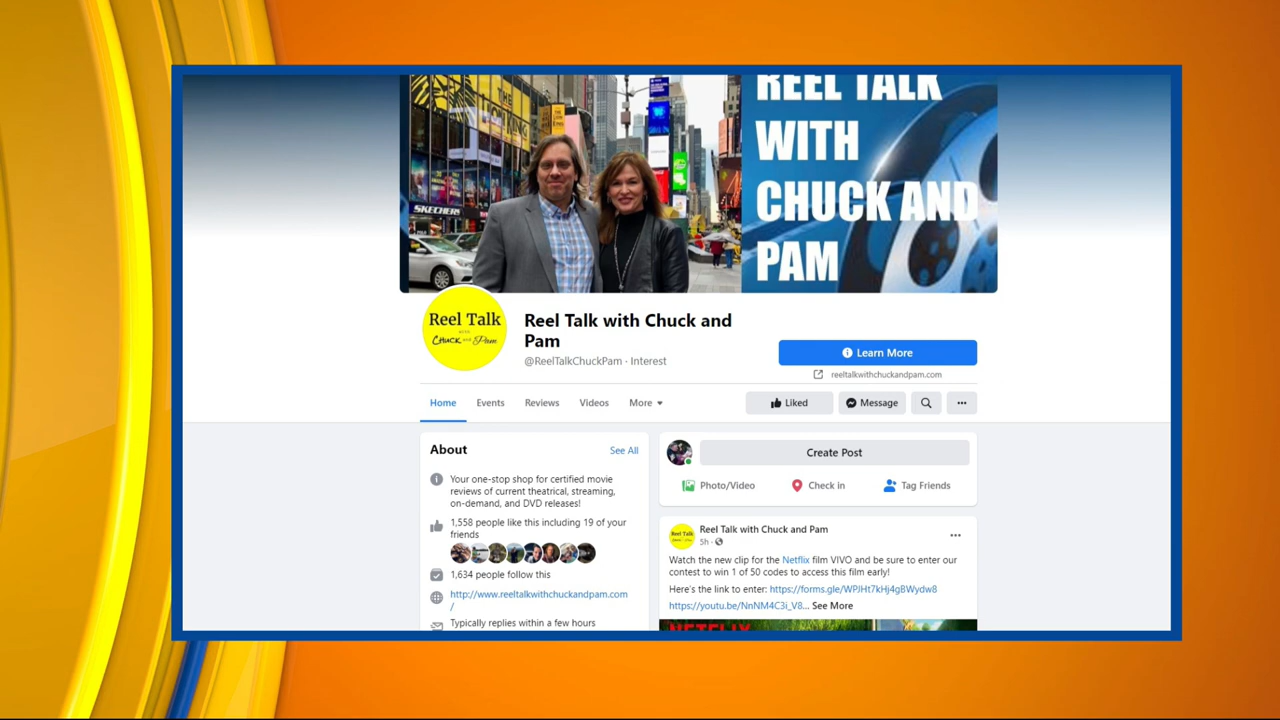 THE
SKECHERS
REEL TALK
WITH
CHUCK AND
PAM
Reel Talk
WITH
CHUCK AND Pam
Reel Talk with Chuck and
Pam
@ReelTalkChuckPam · Interest
Learn More
reeltalkwithchuckandpam.com
Home Events Reviews Videos More
Liked Message ...
About See All
Your one-stop shop for certified movie
reviews of current theatrical, streaming,
on-demand, and DVD releases!
1,558 people like this including 19 of your
friends
1,634 people follow this
http://www.reeltalkwithchuckandpam.com
/
Typically replies within a few hours
Create Post
Photo/Video Check in Tag Friends
Reel Talk
Reel Talk with Chuck and Pam
5h ·
...
Watch the new clip for the Netflix film VIVO and be sure to enter our
contest to win 1 of 50 codes to access this film early!
Here's the link to enter: https://forms.gle/WPJHt7kHj4gBWydw8
https://youtu.be/NnNM4C3i_V8... See More
NETFLIX